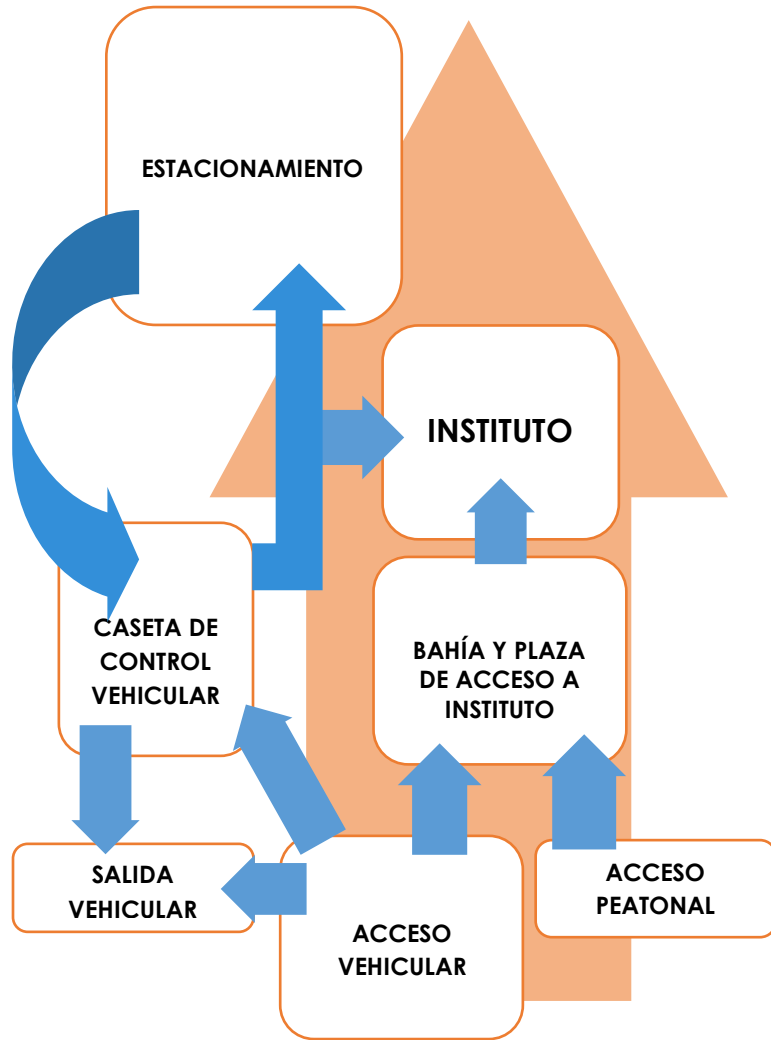 ESTACIONAMIENTO
INSTITUTO
CASETA DE
CONTROL
VEHICULAR
BAHÍA Y PLAZA
DE ACCESO A
INSTITUTO
SALIDA
VEHICULAR
ACCESO
VEHICULAR
ACCESO
PEATONAL